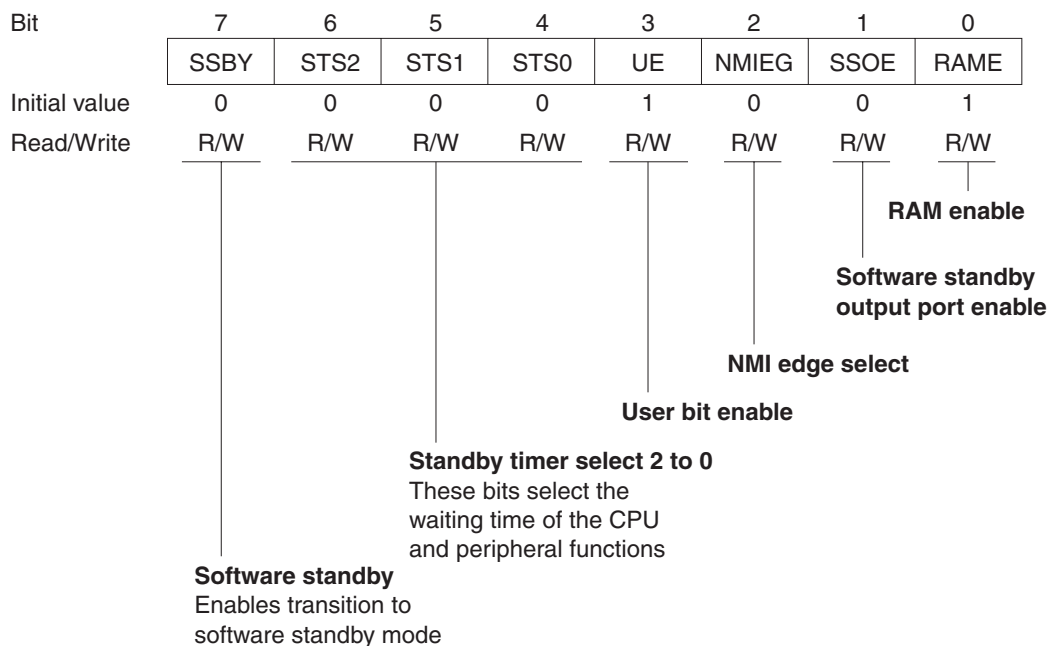 Bit 7 6 5 4 3 2 1 0
SSBY STS2 STS1 STS0 UE NMIEG SSOE RAME
Initial value 0 0 0 0 1 0 0 1
Read/Write R/W R/W R/W R/W R/W R/W R/W R/W
RAM enable
Software standby
output port enable
NMI edge select
User bit enable
Standby timer select 2 to 0
These bits select the
waiting time of the CPU
and peripheral functions
Software standby
Enables transition to
software standby mode